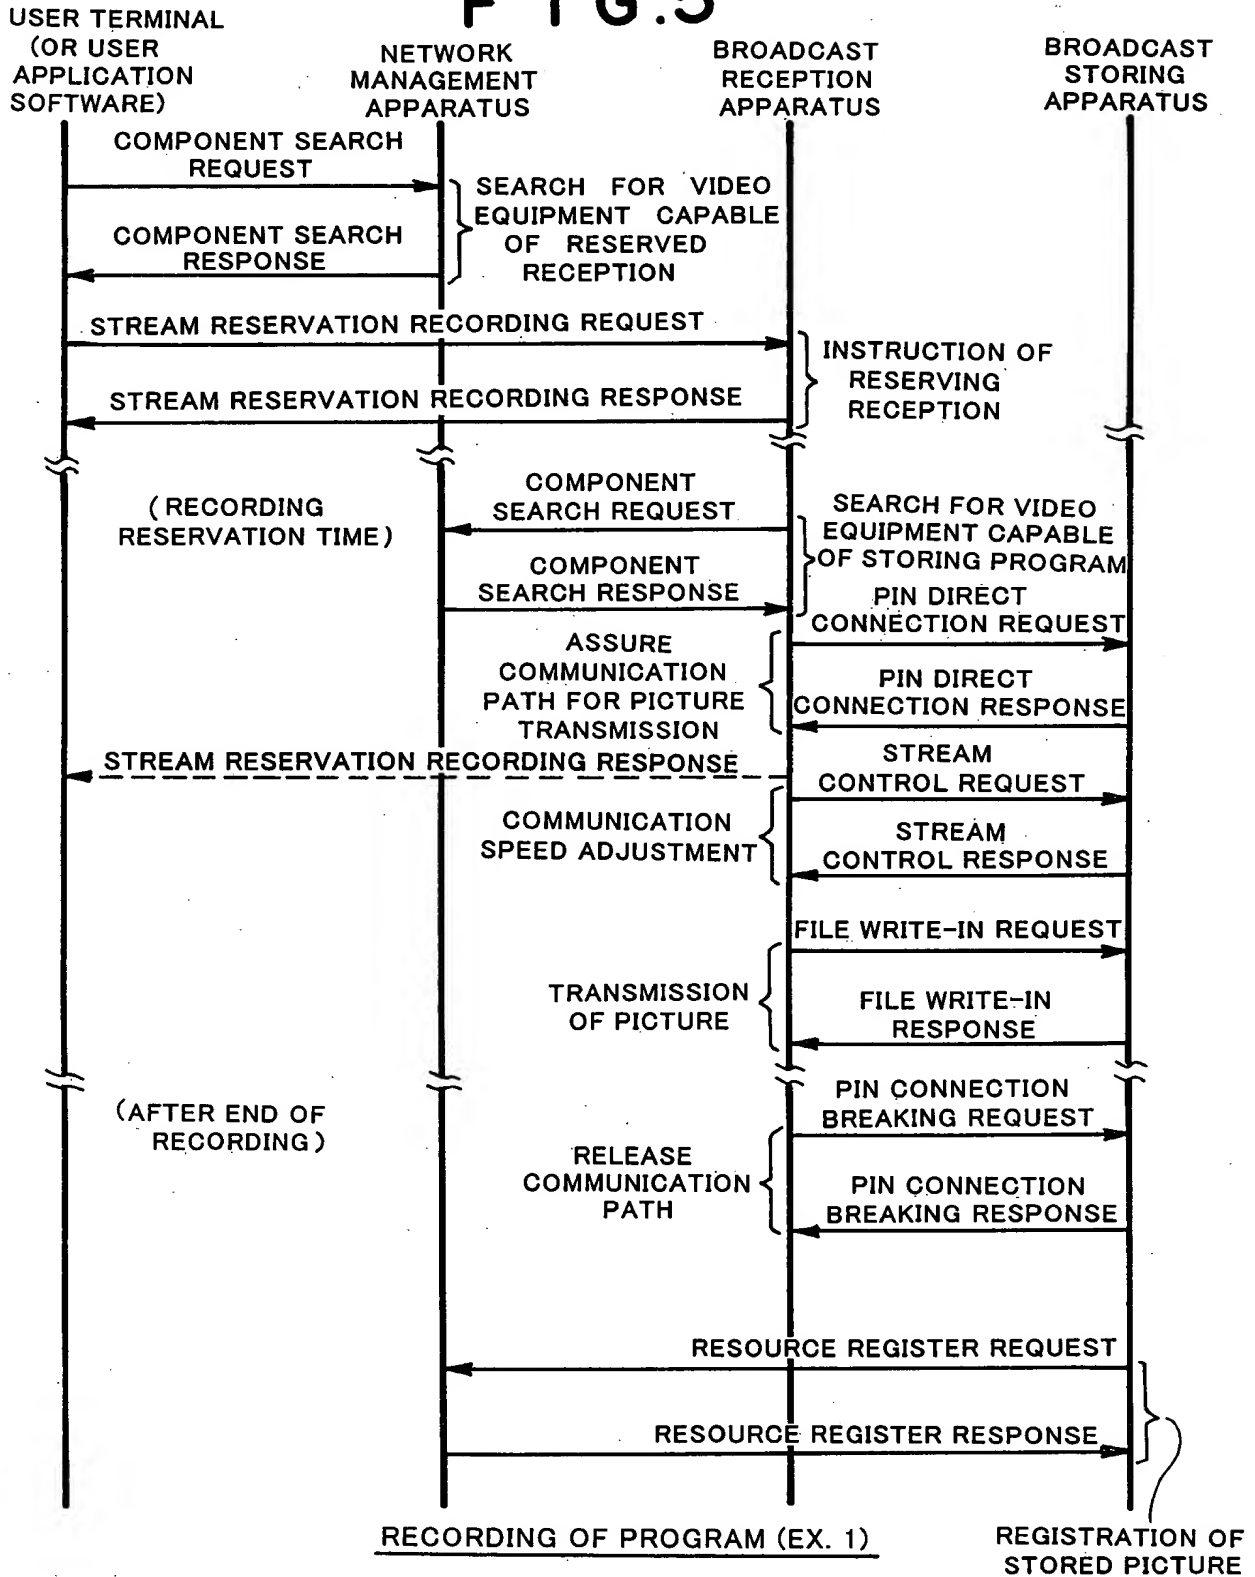 FIG.5
USER TERMINAL
(OR USER
APPLICATION
SOFTWARE)
NETWORK
MANAGEMENT
APPARATUS
BROADCAST
RECEPTION
APPARATUS
BROADCAST
STORING
APPARATUS
COMPONENT SEARCH
REQUEST
SEARCH FOR VIDEO
EQUIPMENT CAPABLE
OF RESERVED
RECEPTION
COMPONENT SEARCH
RESPONSE
STREAM RESERVATION RECORDING REQUEST
INSTRUCTION OF
RESERVING
RECEPTION
STREAM RESERVATION RECORDING RESPONSE
(RECORDING
RESERVATION TIME)
COMPONENT
SEARCH REQUEST
SEARCH FOR VIDEO
EQUIPMENT CAPABLE
OF STORING PROGRAM
COMPONENT
SEARCH RESPONSE
PIN DIRECT
CONNECTION REQUEST
ASSURE
COMMUNICATION
PATH FOR PICTURE
TRANSMISSION
PIN DIRECT
CONNECTION RESPONSE
STREAM RESERVATION RECORDING RESPONSE
STREAM
CONTROL REQUEST
COMMUNICATION
SPEED ADJUSTMENT
STREAM
CONTROL RESPONSE
FILE WRITE-IN REQUEST
TRANSMISSION
OF PICTURE
FILE WRITE-IN
RESPONSE
(AFTER END OF
RECORDING)
PIN CONNECTION
BREAKING REQUEST
RELEASE
COMMUNICATION
PATH
PIN CONNECTION
BREAKING RESPONSE
RESOURCE REGISTER REQUEST
RESOURCE REGISTER RESPONSE
RECORDING OF PROGRAM (EX. 1)
REGISTRATION OF
STORED PICTURE